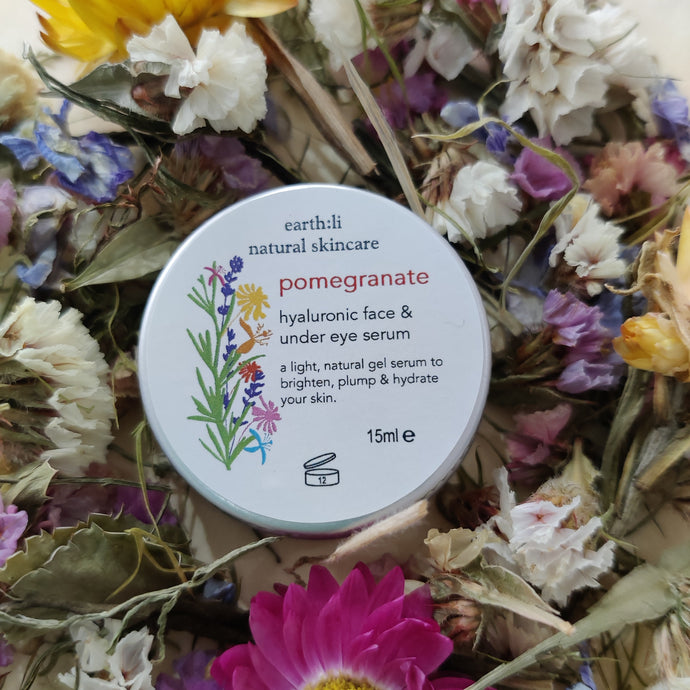 earth:li
natural skincare
pomegranate
hyaluronic face &
under eye serum
a light, natural gel serum to
brighten, plump & hydrate
your skin.
15ml ℮
12